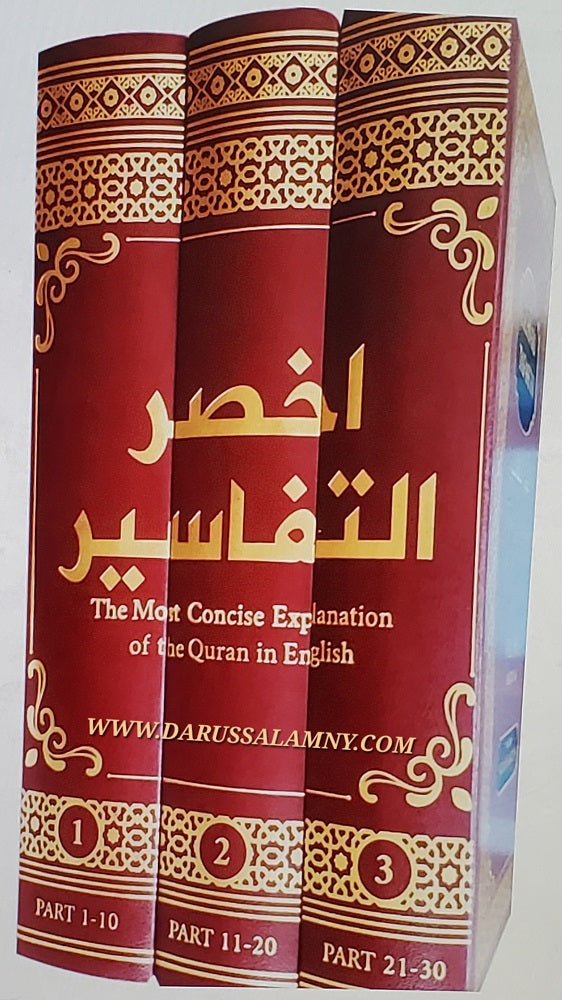 اخصر
التفاسير
The Most Concise Explanation
of the Quran in English
WWW.DARUSSALAMNY.COM
1
2
3
PART 1-10
PART 11-20
PART 21-30